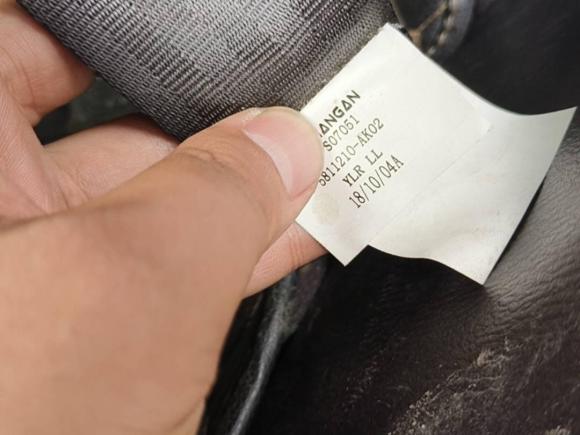 ANGAN
S07051
5811210-AK02
YLR LL
18/10/04A